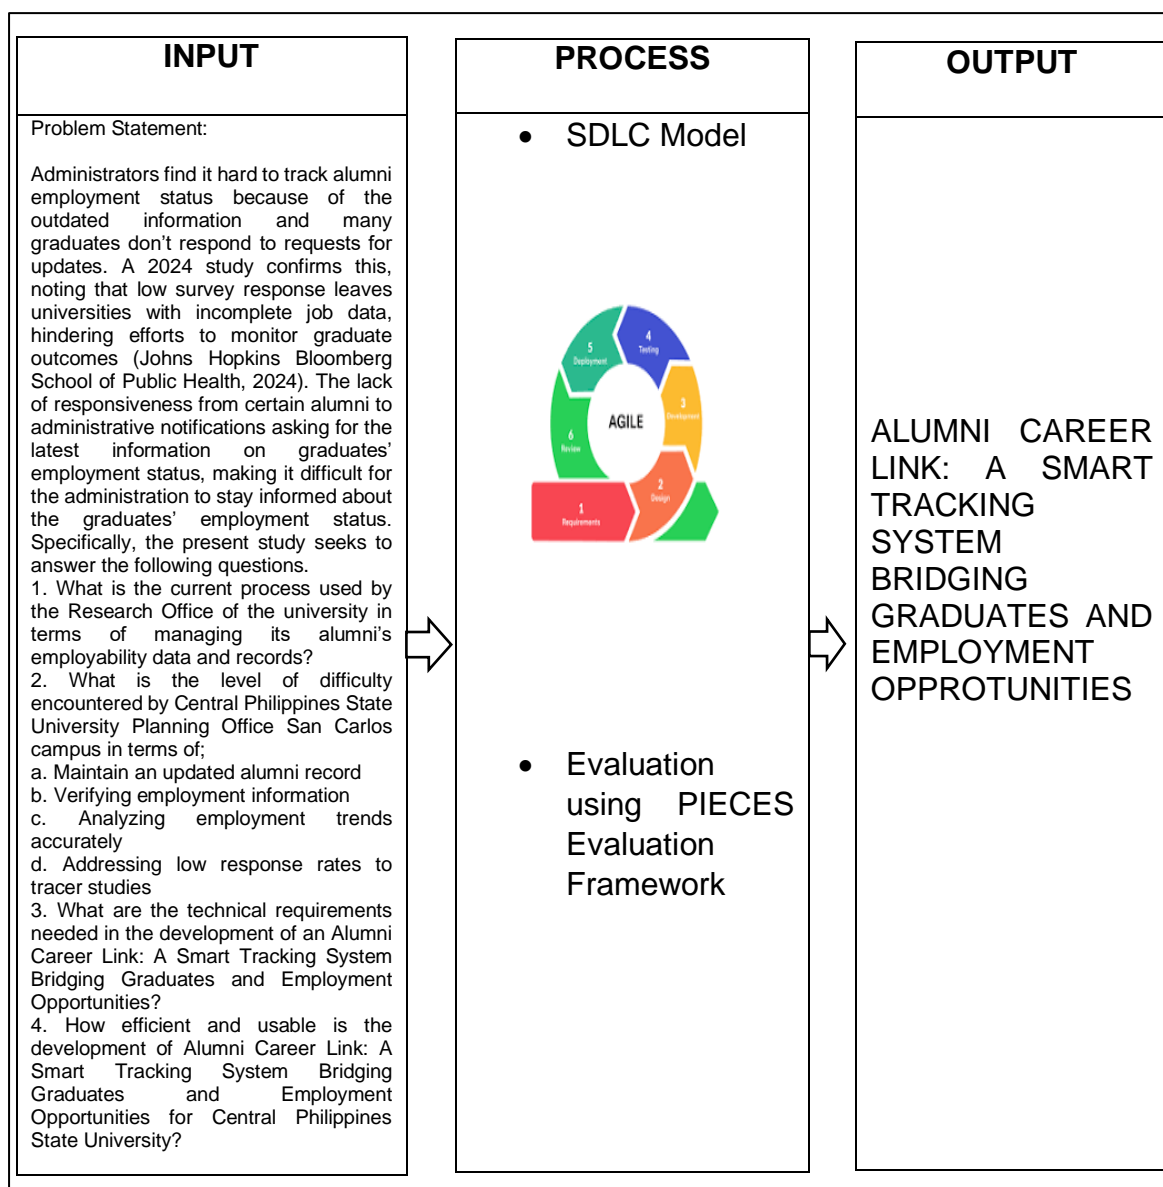 INPUT
Problem Statement:
Administrators find it hard to track alumni
employment status because of the
outdated information and many
graduates don’t respond to requests for
updates. A 2024 study confirms this,
noting that low survey response leaves
universities with incomplete job data,
hindering efforts to monitor graduate
outcomes (Johns Hopkins Bloomberg
School of Public Health, 2024). The lack
of responsiveness from certain alumni to
administrative notifications asking for the
latest information on graduates’
employment status, making it difficult for
the administration to stay informed about
the graduates’ employment status.
Specifically, the present study seeks to
answer the following questions.
1. What is the current process used by
the Research Office of the university in
terms of managing its alumni’s
employability data and records?
2. What is the level of difficulty
encountered by Central Philippines State
University Planning Office San Carlos
campus in terms of;
a. Maintain an updated alumni record
b. Verifying employment information
c. Analyzing employment trends
accurately
d. Addressing low response rates to
tracer studies
3. What are the technical requirements
needed in the development of an Alumni
Career Link: A Smart Tracking System
Bridging Graduates and Employment
Opportunities?
4. How efficient and usable is the
development of Alumni Career Link: A
Smart Tracking System Bridging
Graduates and Employment
Opportunities for Central Philippines
State University?
PROCESS
• SDLC Model
AGILE
1
Requirements
2
Design
3
Development
4
Testing
5
Deployment
6
Review
• Evaluation
using PIECES
Evaluation
Framework
OUTPUT
ALUMNI CAREER
LINK: A SMART
TRACKING
SYSTEM
BRIDGING
GRADUATES AND
EMPLOYMENT
OPPROTUNITIES